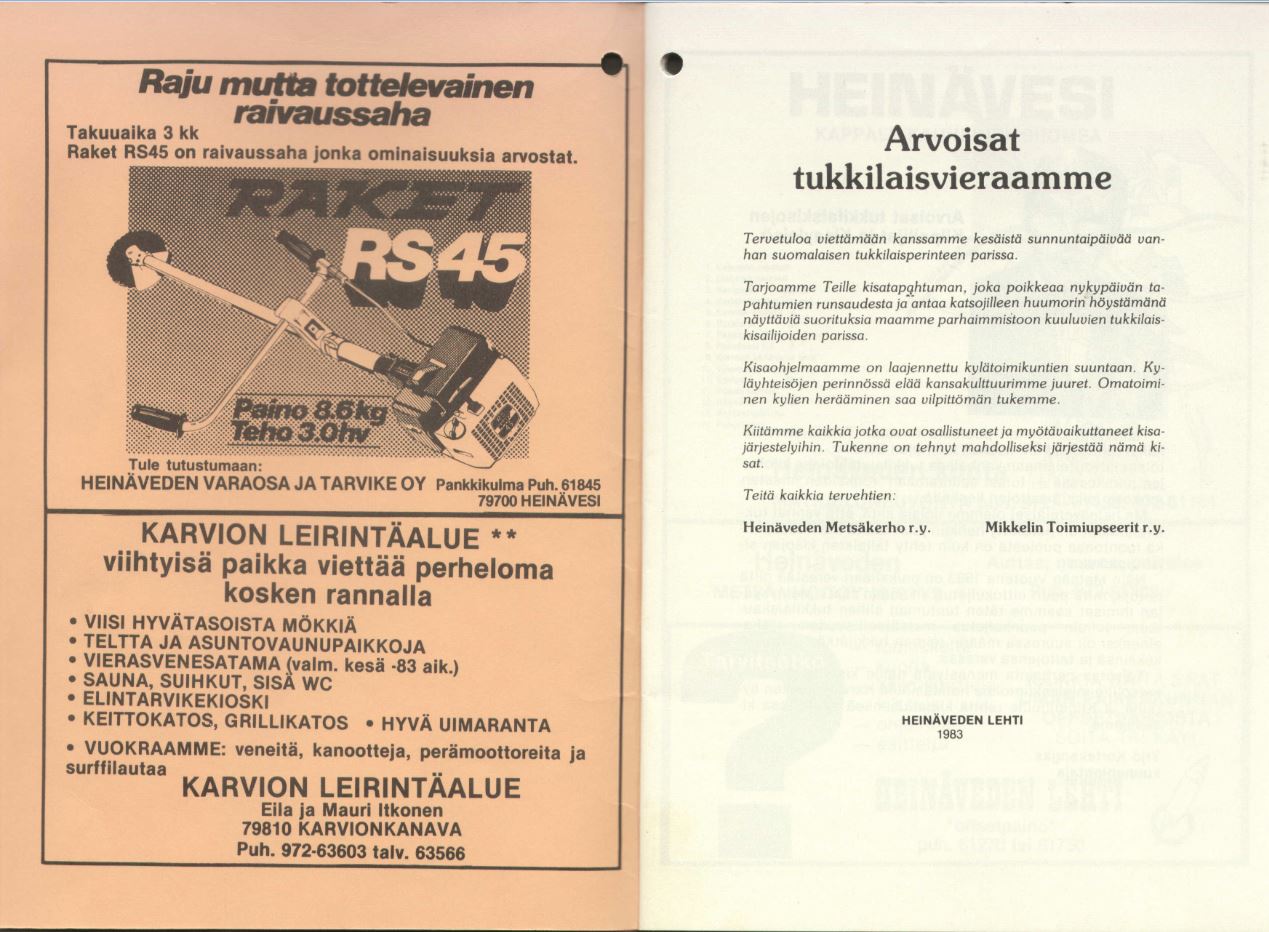 Raju mutta tottelevainen
raivaussaha
Takuuaika 3 kk
Raket RS45 on raivaussaha jonka ominaisuuksia arvostat.
RAKET
RS45
Paino 8.6kg
Teho 3.0hv
Tule tutustumaan:
HEINÄVEDEN VARAOSA JA TARVIKE OY Pankkikulma Puh. 61845
79700 HEINÄVESI
KARVION LEIRINTÄALUE **
viihtyisä paikka viettää perheloma
kosken rannalla
• VIISI HYVÄTASOISTA MÖKKIÄ
• TELTTA JA ASUNTOVAUNUPAIKKOJA
• VIERASVENESATAMA (valm. kesä -83 aik.)
• SAUNA, SUIHKUT, SISÄ WC
• ELINTARVIKEKIOSKI
• KEITTOKATOS, GRILLIKATOS • HYVÄ UIMARANTA
• VUOKRAAMME: veneitä, kanootteja, perämoottoreita ja
surffilautaa
KARVION LEIRINTÄALUE
Eila ja Mauri Itkonen
79810 KARVIONKANAVA
Puh. 972-63603 talv. 63566
Arvoisat
tukkilaisvieraamme
Tervetuloa viettämään kanssamme kesäistä sunnuntaipäivää van-
han suomalaisen tukkilaisperinteen parissa.
Tarjoamme Teille kisatapahtuman, joka poikkeaa nykypäivän ta-
pahtumien runsaudesta ja antaa katsojilleen huumorin höystämänä
näyttäviä suorituksia maamme parhaimmistoon kuuluvien tukkilais-
kisailijoiden parissa.
Kisaohjelmaamme on laajennettu kylätoimikuntien suuntaan. Ky-
läyhteisöjen perinnössä elää kansakulttuurimme juuret. Omatoimi-
nen kylien herääminen saa vilpittömän tukemme.
Kiitämme kaikkia jotka ovat osallistuneet ja myötävaikuttaneet kisa-
järjestelyihin. Tukenne on tehnyt mahdolliseksi järjestää nämä ki-
sat.
Teitä kaikkia tervehtien:
Heinäveden Metsäkerho r.y. Mikkelin Toimiupseerit r.y.
HEINÄVEDEN LEHTI
1983